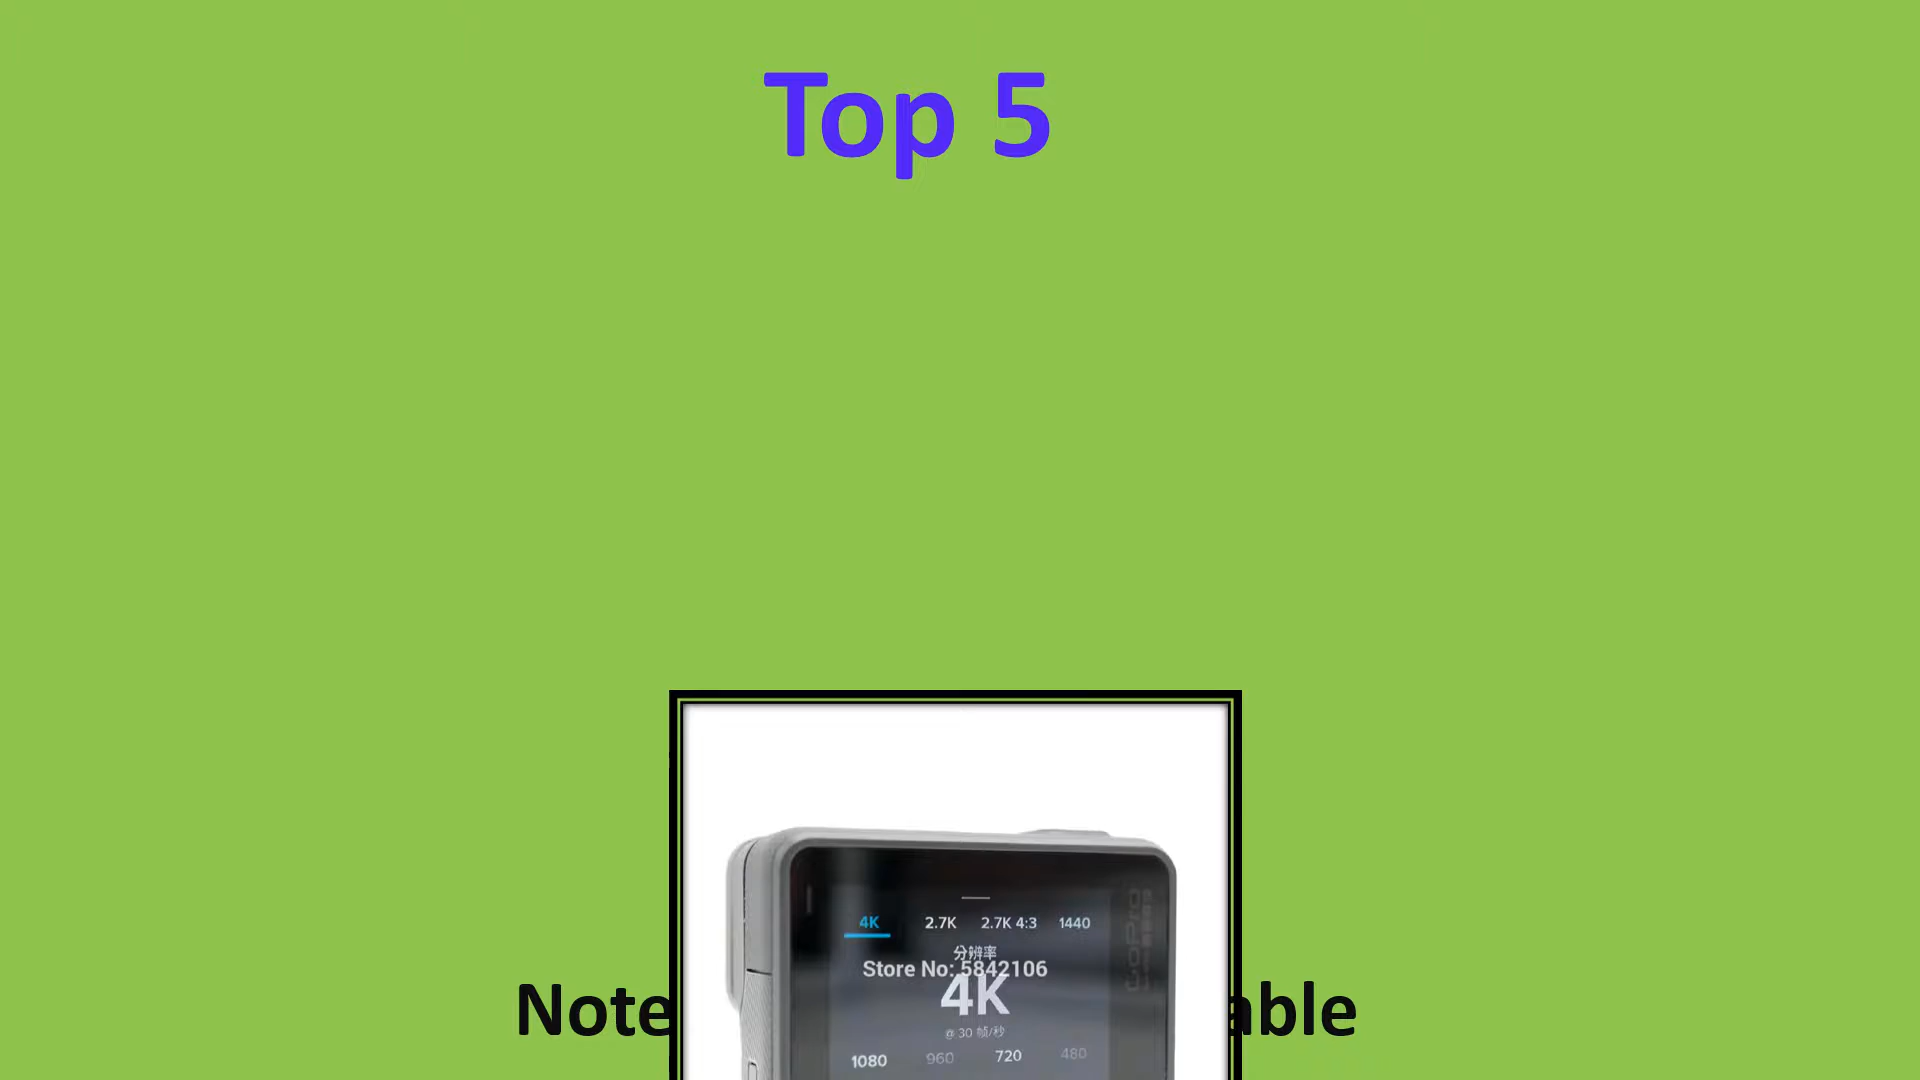 Top 5
4K 2.7K 2.7K 4:3 1440
分辨率
Store No: 5842106
4K
@ 30 帧/秒
1080 960 720 480
GoPro
Note
able